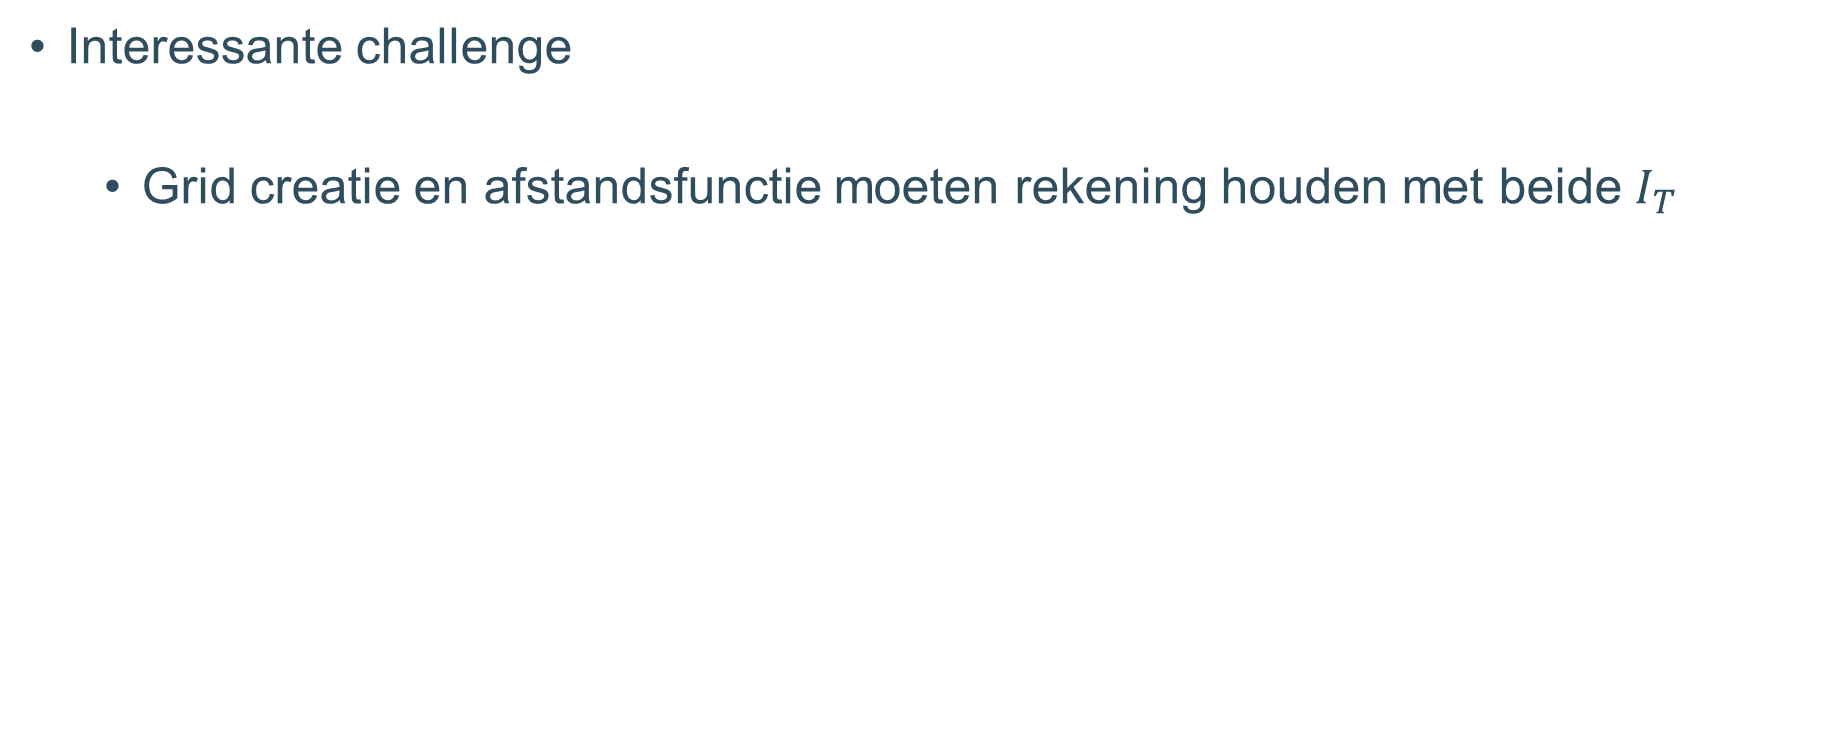 • Interessante challenge
• Grid creatie en afstandsfunctie moeten rekening houden met beide $I_T$